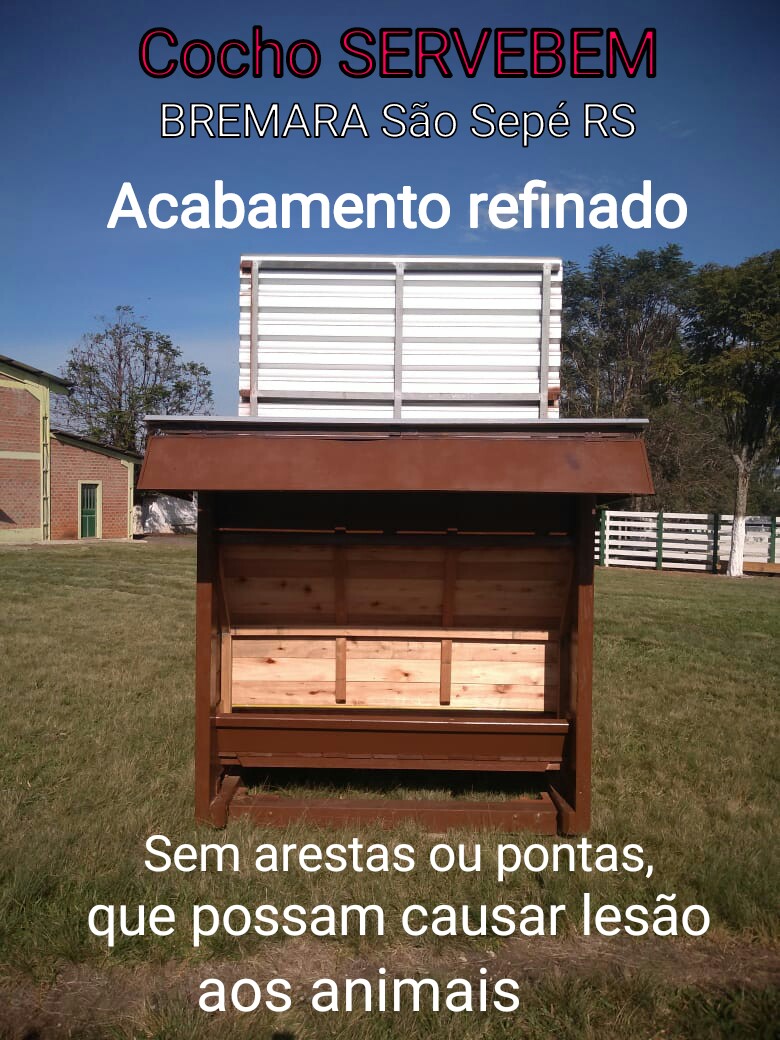 Cocho SERVEBEM
BREMARA São Sepé RS
Acabamento refinado
Sem arestas ou pontas,
que possam causar lesão
aos animais